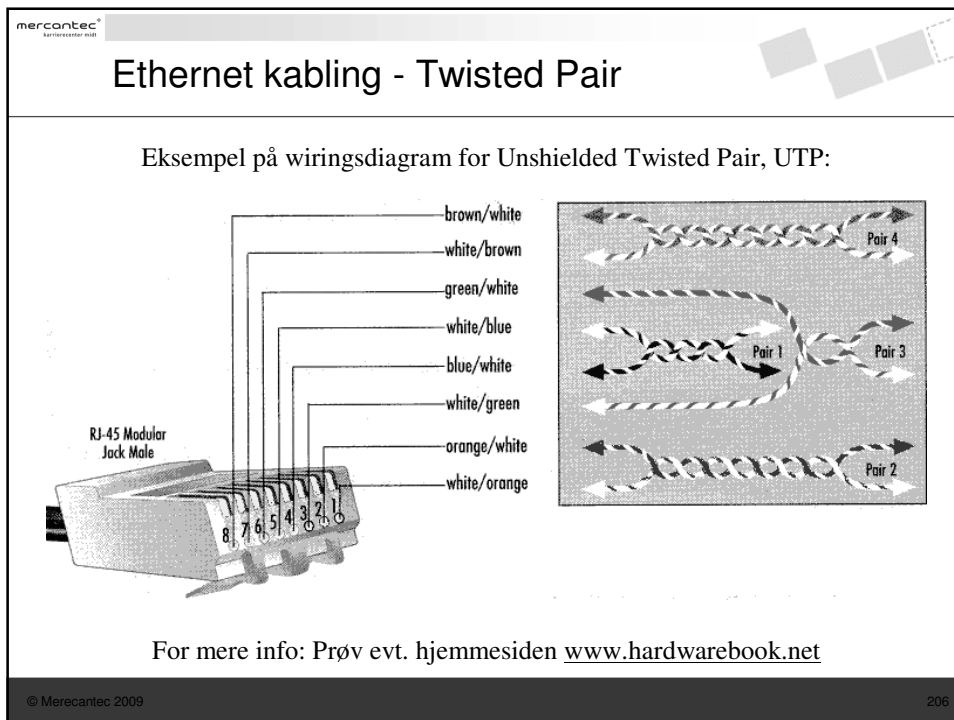 mercantec+
karrierecenter midt
Ethernet kabling - Twisted Pair
Eksempel på wiringsdiagram for Unshielded Twisted Pair, UTP:
brown/white
white/brown
green/white
white/blue
blue/white
white/green
orange/white
white/orange
RJ-45 Modular
Jack Male
8 7 6 5 4 3 2 1
Pair 4
Pair 1
Pair 3
Pair 2
For mere info: Prøv evt. hjemmesiden www.hardwarebook.net
© Merecantec 2009
206